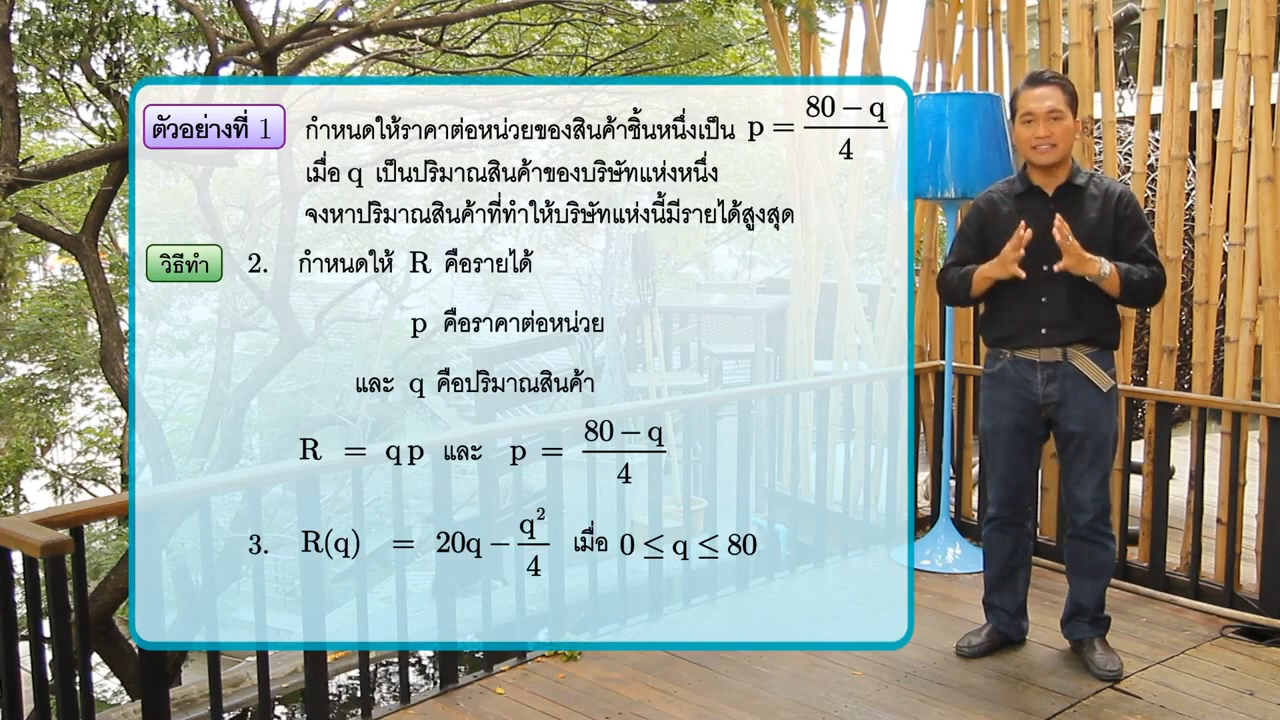 ตัวอย่างที่ 1 กำหนดให้ราคาต่อหน่วยของสินค้าชิ้นหนึ่งเป็น p = (80 − q)/4
เมื่อ q เป็นปริมาณสินค้าของบริษัทแห่งหนึ่ง
จงหาปริมาณสินค้าที่ทำให้บริษัทแห่งนี้มีรายได้สูงสุด
วิธีทำ 2. กำหนดให้ R คือรายได้
p คือราคาต่อหน่วย
และ q คือปริมาณสินค้า
R = q p และ p = (80 − q)/4
3. R(q) = 20q − q²/4 เมื่อ 0 ≤ q ≤ 80